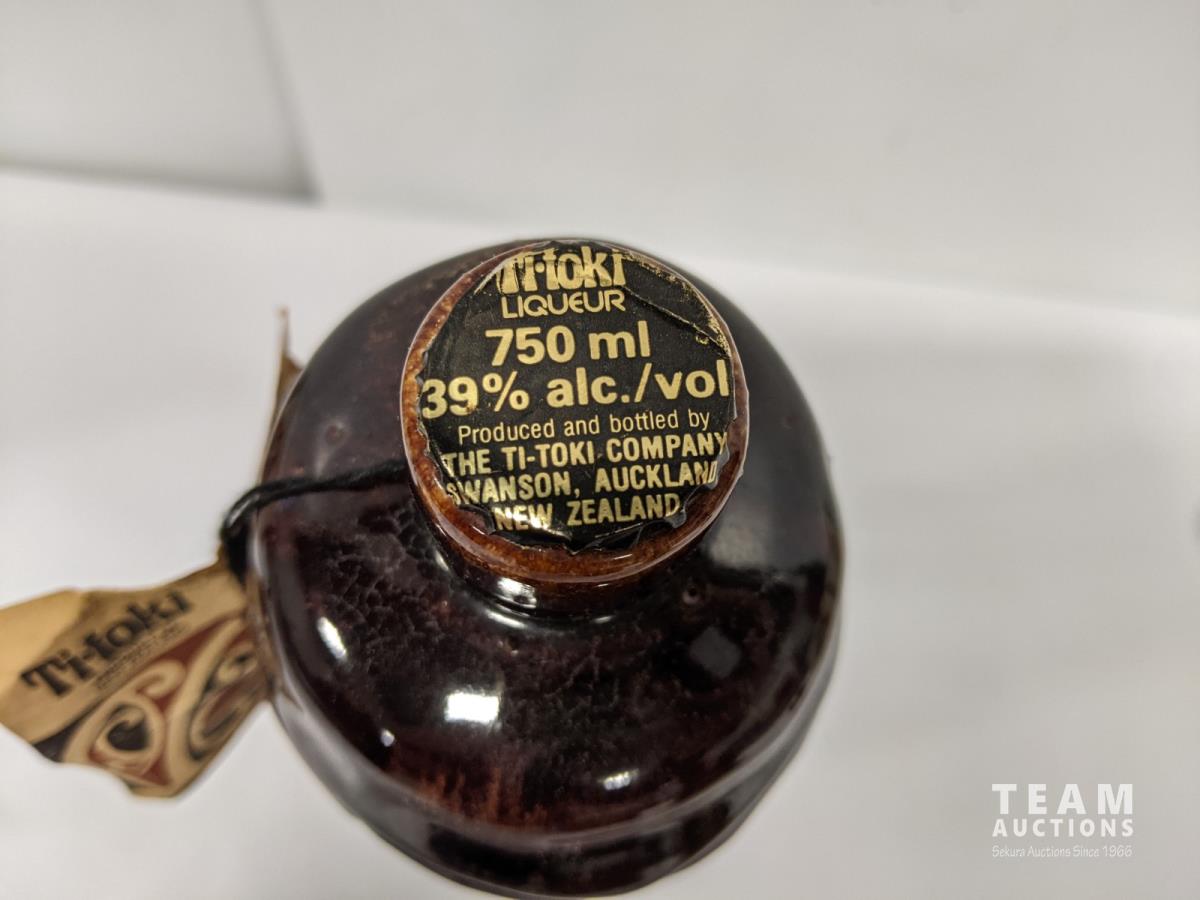 Ti·toki
LIQUEUR
750 ml
39% alc./vol
Produced and bottled by
THE TI-TOKI COMPANY
SWANSON, AUCKLAND
NEW ZEALAND
Ti·toki
TEAM
AUCTIONS
Sekura Auctions Since 1966